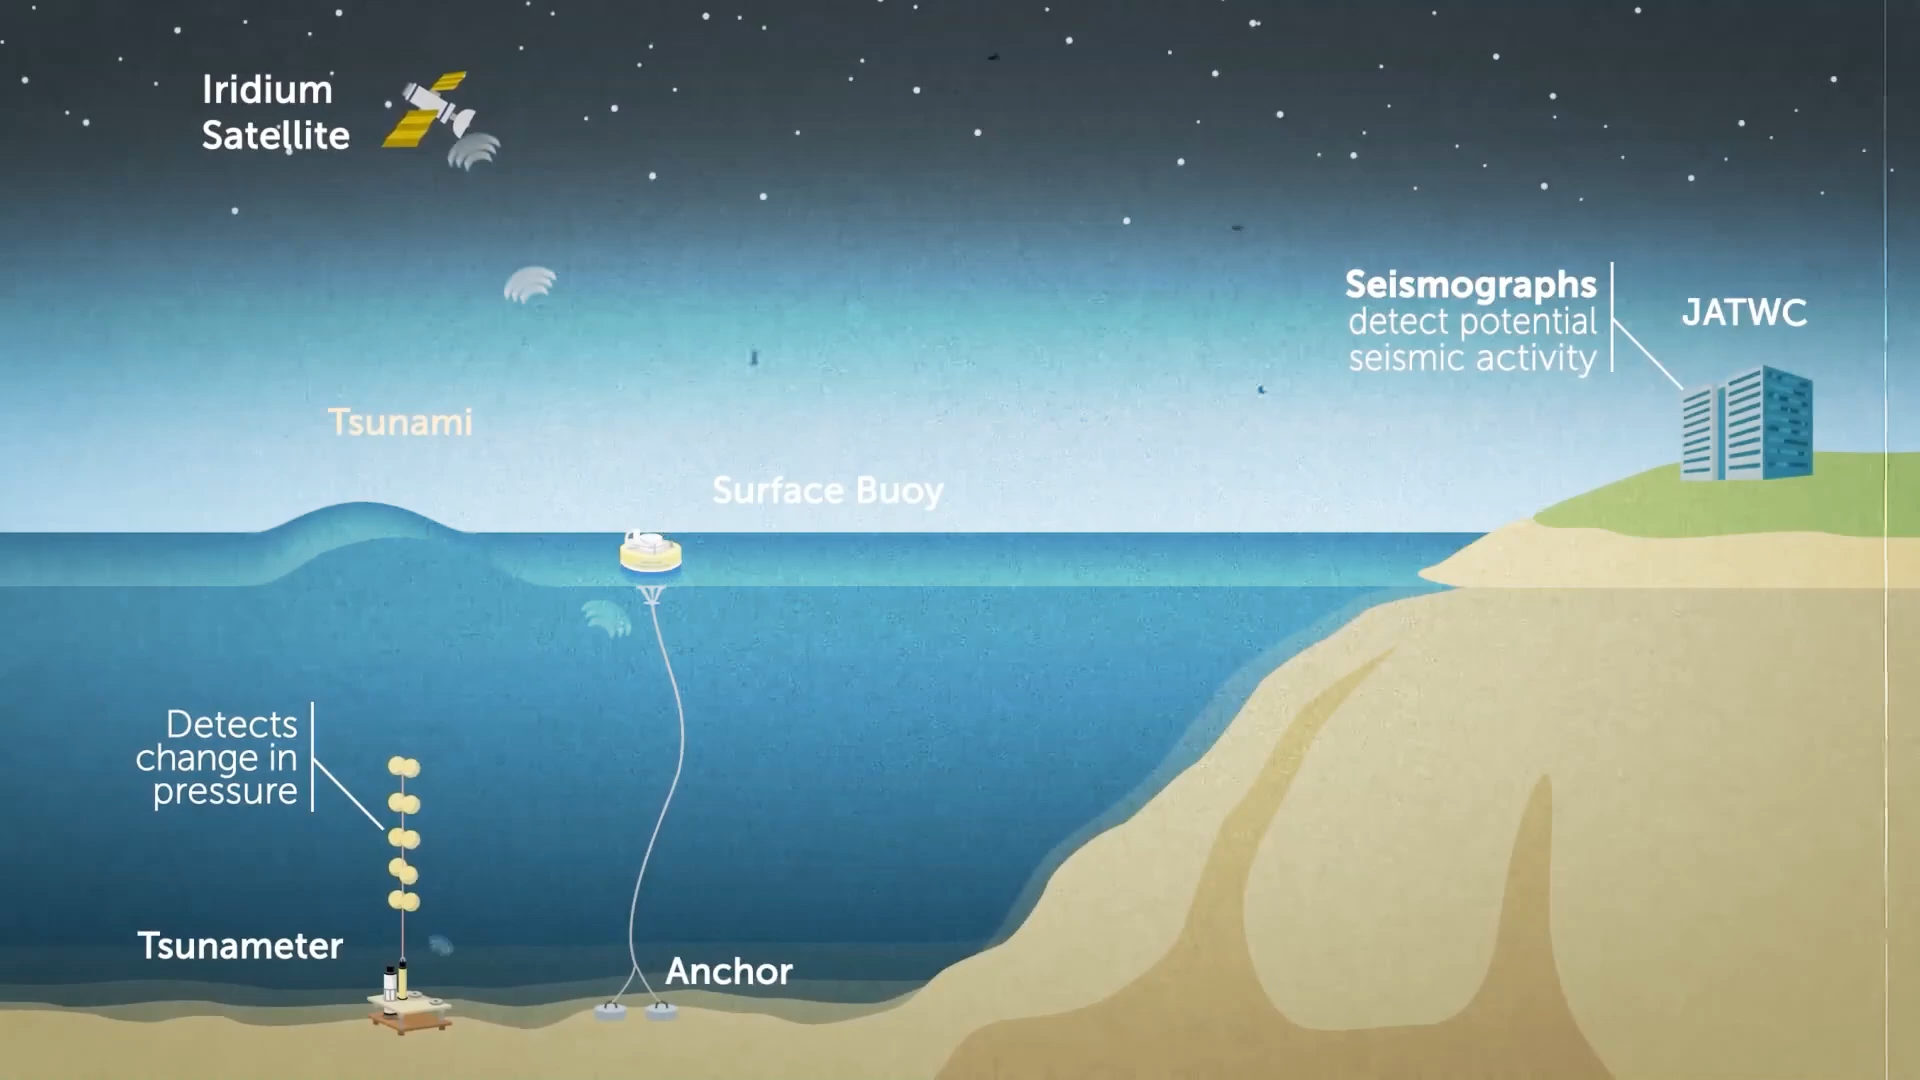 Iridium
Satellite
Seismographs
detect potential
seismic activity
JATWC
Tsunami
Surface Buoy
Detects
change in
pressure
Tsunameter
Anchor